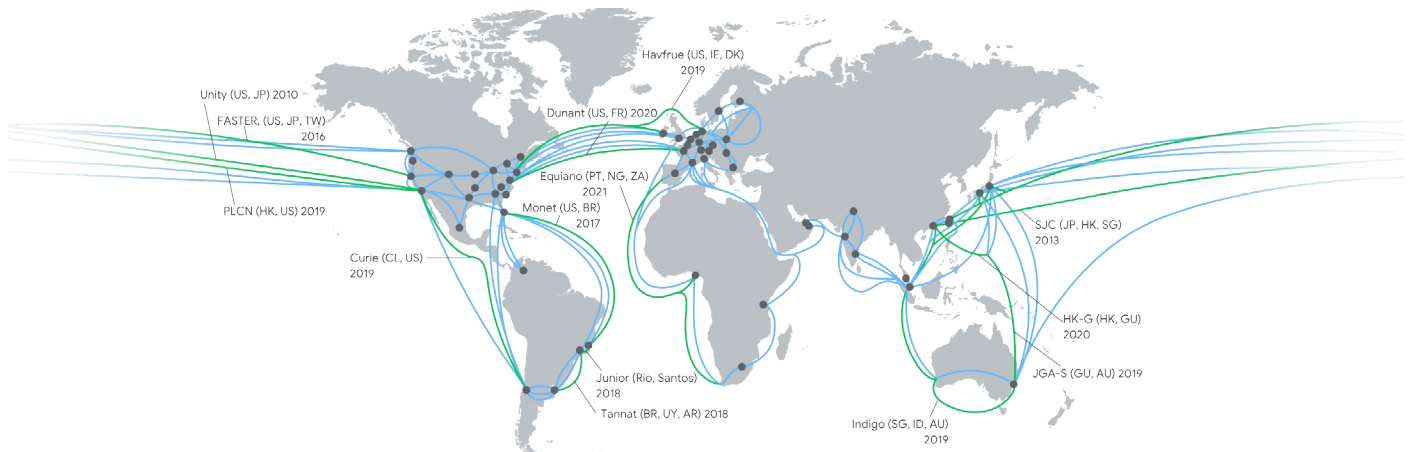 Havfrue (US, IE, DK)
2019
Unity (US, JP) 2010
Dunant (US, FR) 2020
FASTER, (US, JP, TW)
2016
Equiano (PT, NG, ZA)
2021
Monet (US, BR)
2017
PLCN (HK, US) 2019
SJC (JP, HK, SG)
2013
Curie (CL, US)
2019
HK-G (HK, GU)
2020
JGA-S (GU, AU) 2019
Junior (Rio, Santos)
2018
Tannat (BR, UY, AR) 2018
Indigo (SG, ID, AU)
2019